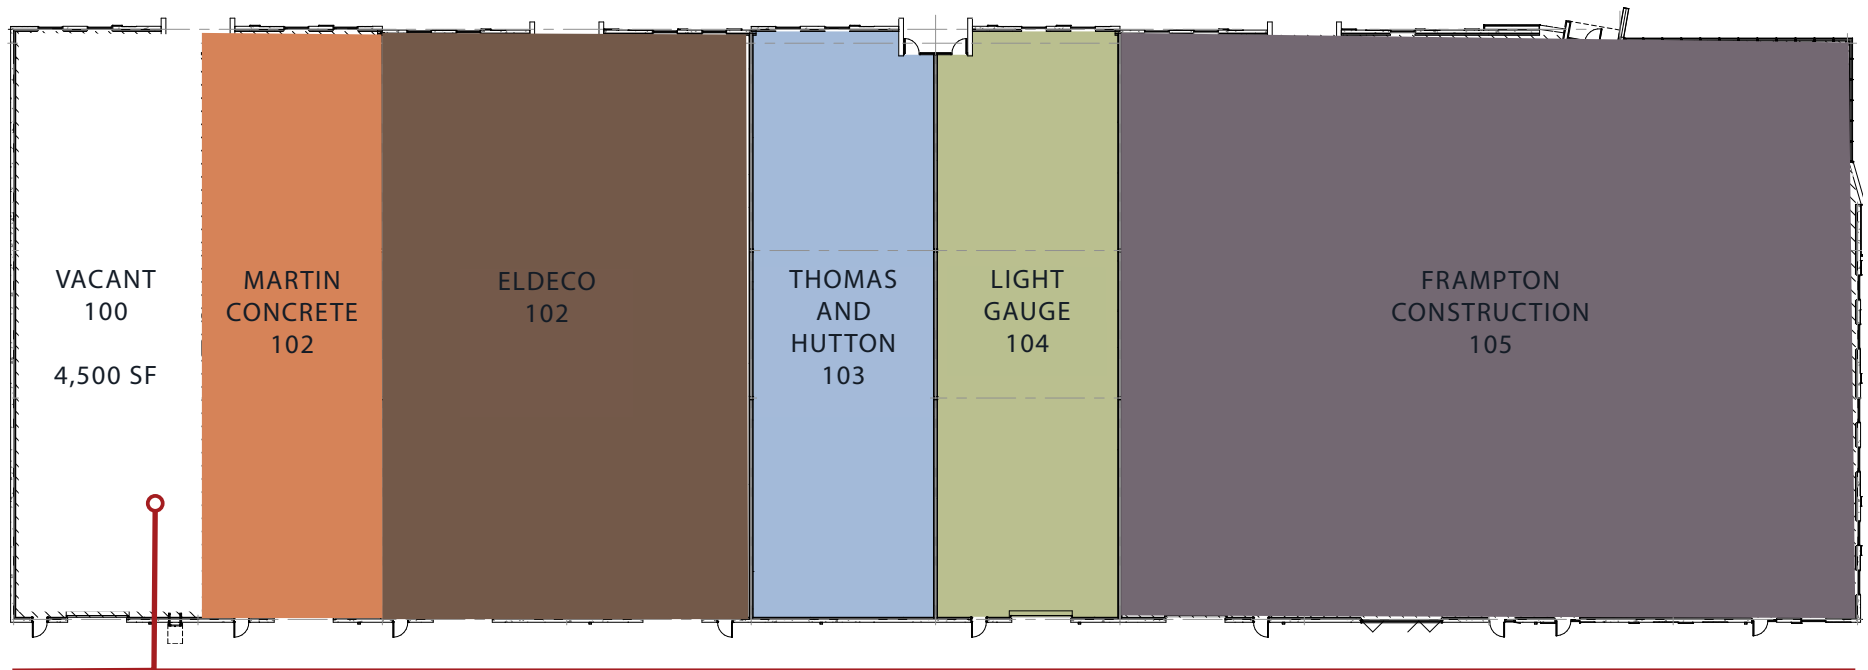 VACANT
100
4,500 SF
MARTIN
CONCRETE
102
ELDECO
102
THOMAS
AND
HUTTON
103
LIGHT
GAUGE
104
FRAMPTON
CONSTRUCTION
105